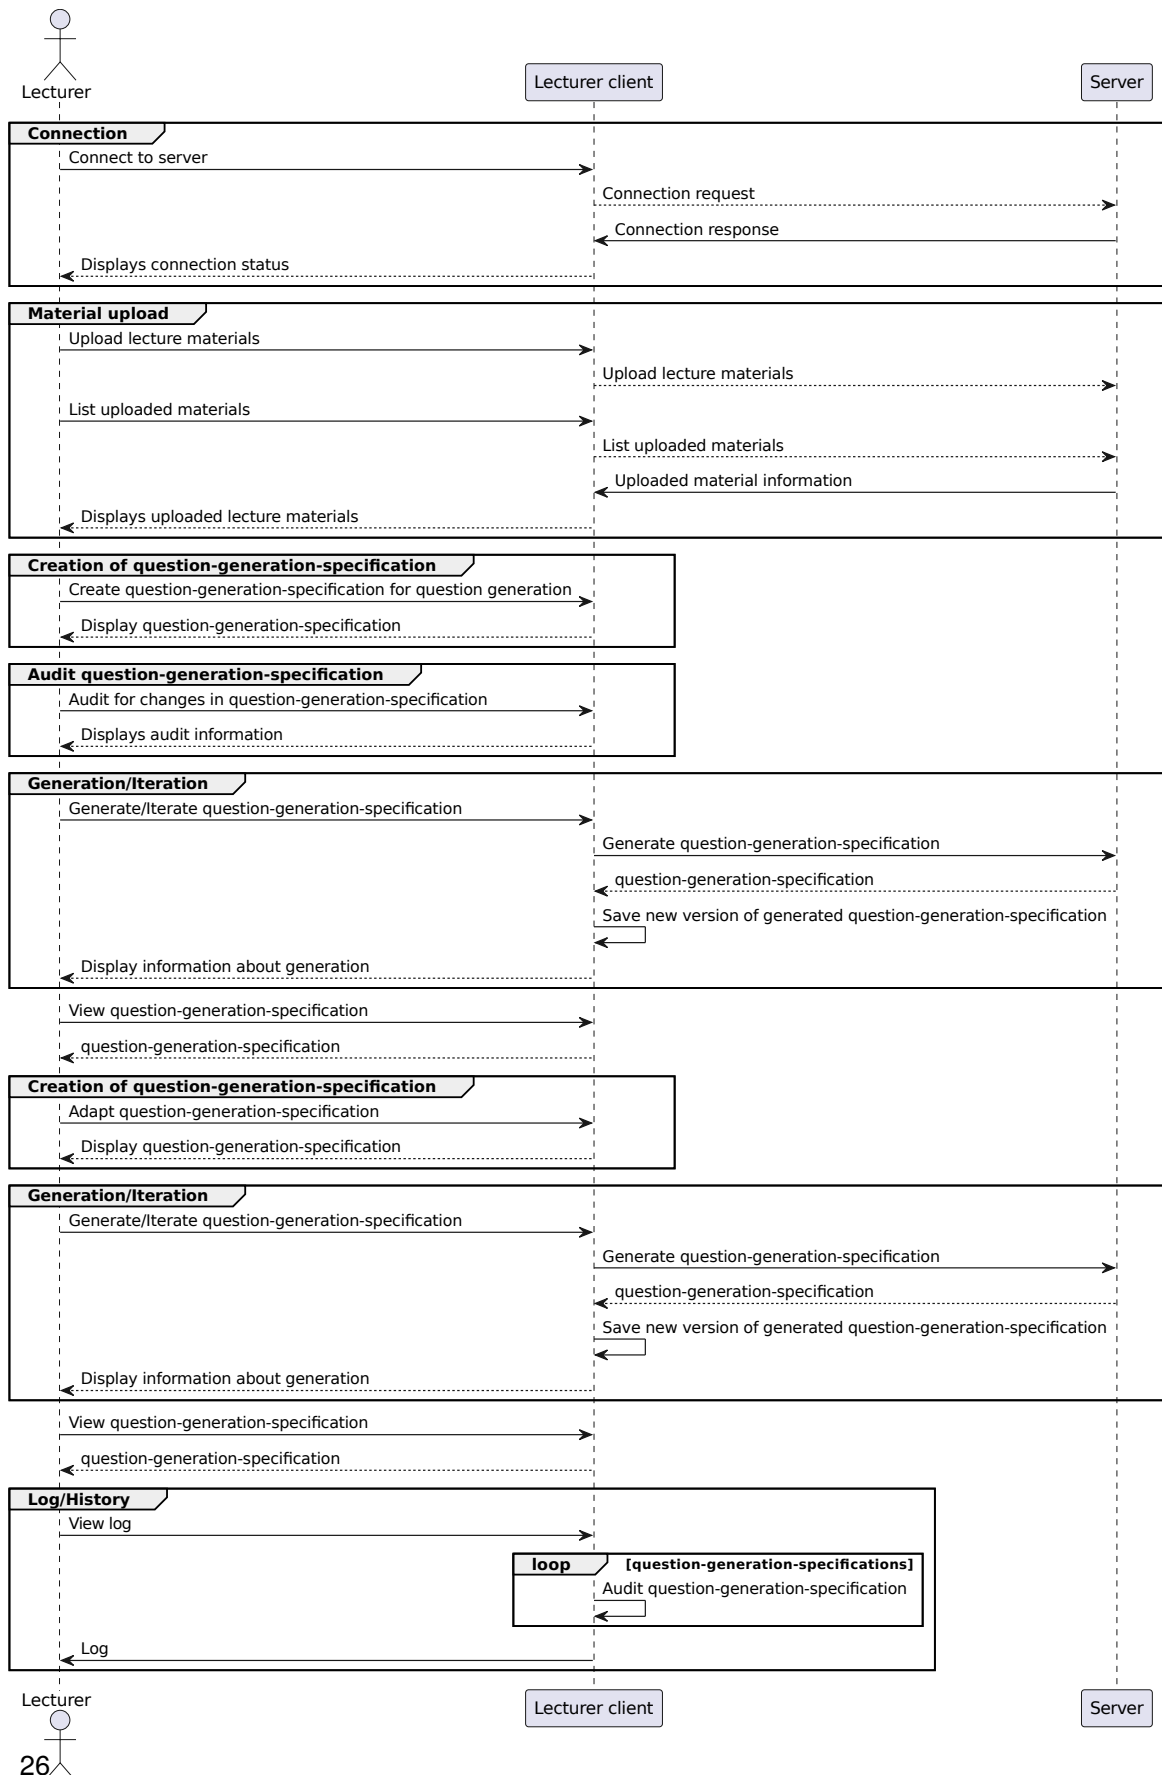 Lecturer
Lecturer client
Server
Connection
Connect to server
Connection request
Connection response
Displays connection status
Material upload
Upload lecture materials
Upload lecture materials
List uploaded materials
List uploaded materials
Uploaded material information
Displays uploaded lecture materials
Creation of question-generation-specification
Create question-generation-specification for question generation
Display question-generation-specification
Audit question-generation-specification
Audit for changes in question-generation-specification
Displays audit information
Generation/Iteration
Generate/Iterate question-generation-specification
Generate question-generation-specification
question-generation-specification
Save new version of generated question-generation-specification
Display information about generation
View question-generation-specification
question-generation-specification
Creation of question-generation-specification
Adapt question-generation-specification
Display question-generation-specification
Generation/Iteration
Generate/Iterate question-generation-specification
Generate question-generation-specification
question-generation-specification
Save new version of generated question-generation-specification
Display information about generation
View question-generation-specification
question-generation-specification
Log/History
View log
loop [question-generation-specifications]
Audit question-generation-specification
Log
Lecturer
Lecturer client
Server
26